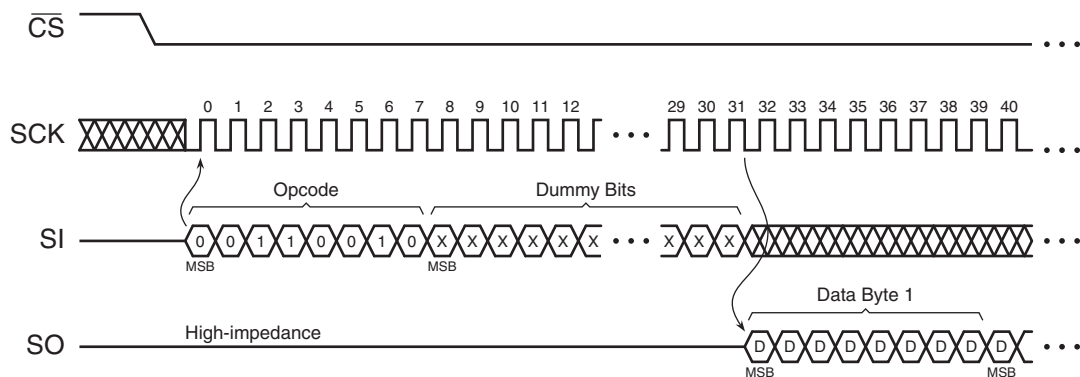 CS
0 1 2 3 4 5 6 7 8 9 10 11 12 29 30 31 32 33 34 35 36 37 38 39 40
SCK
Opcode Dummy Bits
SI 0 0 1 1 0 0 1 0 X X X X X X X X X
MSB MSB
High-impedance Data Byte 1
SO D D D D D D D D D
MSB MSB